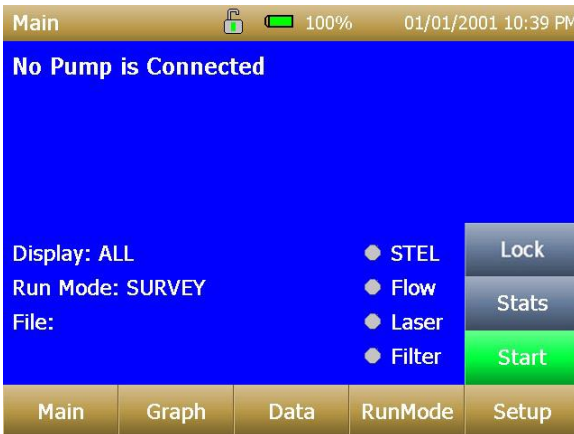 Main 100% 01/01/2001 10:39 PM
No Pump is Connected
Display: ALL
Run Mode: SURVEY
File:
STEL
Flow
Laser
Filter
Lock
Stats
Start
Main Graph Data RunMode Setup